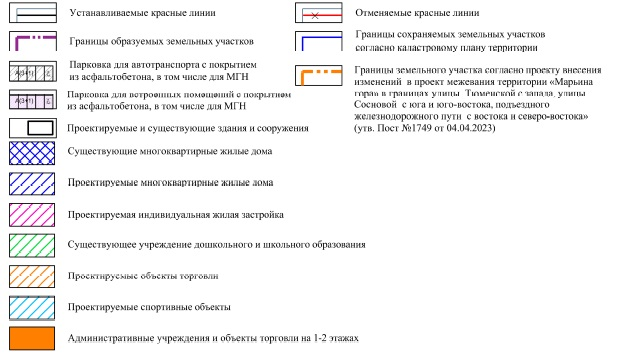 Устанавливаемые красные линии
Границы образуемых земельных участков
Парковка для автотранспорта с покрытием
из асфальтобетона, в том числе для МГН
Парковка для встроенных помещений с покрытием
из асфальтобетона, в том числе для МГН
Проектируемые и существующие здания и сооружения
Существующие многоквартирные жилые дома
Проектируемые многоквартирные жилые дома
Проектируемая индивидуальная жилая застройка
Существующее учреждение дошкольного и школьного образования
Проектируемые объекты торговли
Проектируемые спортивные объекты
Административные учреждения и объекты торговли на 1-2 этажах
Отменяемые красные линии
Границы сохраняемых земельных участков
согласно кадастровому плану территории
Границы земельного участка согласно проекту внесения
изменений в проект межевания территории «Марьина
гора» в границах улицы Тюменской с запада, улицы
Сосновой с юга и юго-востока, подъездного
железнодорожного пути с востока и северо-востока»
(утв. Пост №1749 от 04.04.2023)